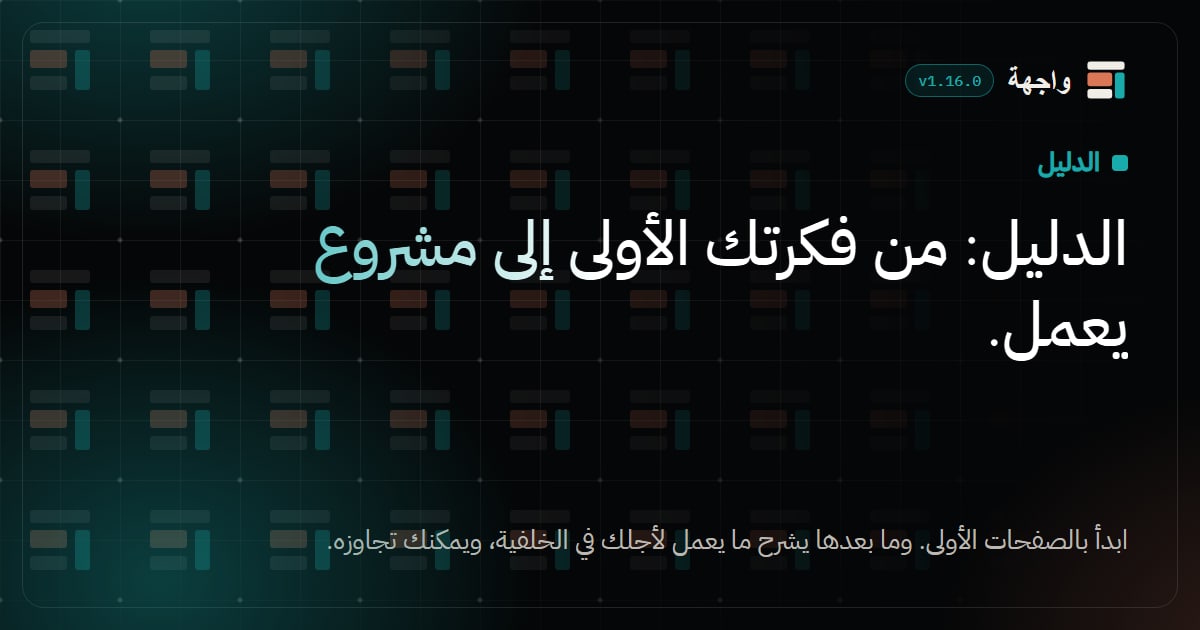 واجهة v1.16.0
الدليل
الدليل: من فكرتك الأولى إلى مشروع
يعمل.
ابدأ بالصفحات الأولى. وما بعدها يشرح ما يعمل لأجلك في الخلفية، ويمكنك تجاوزه.